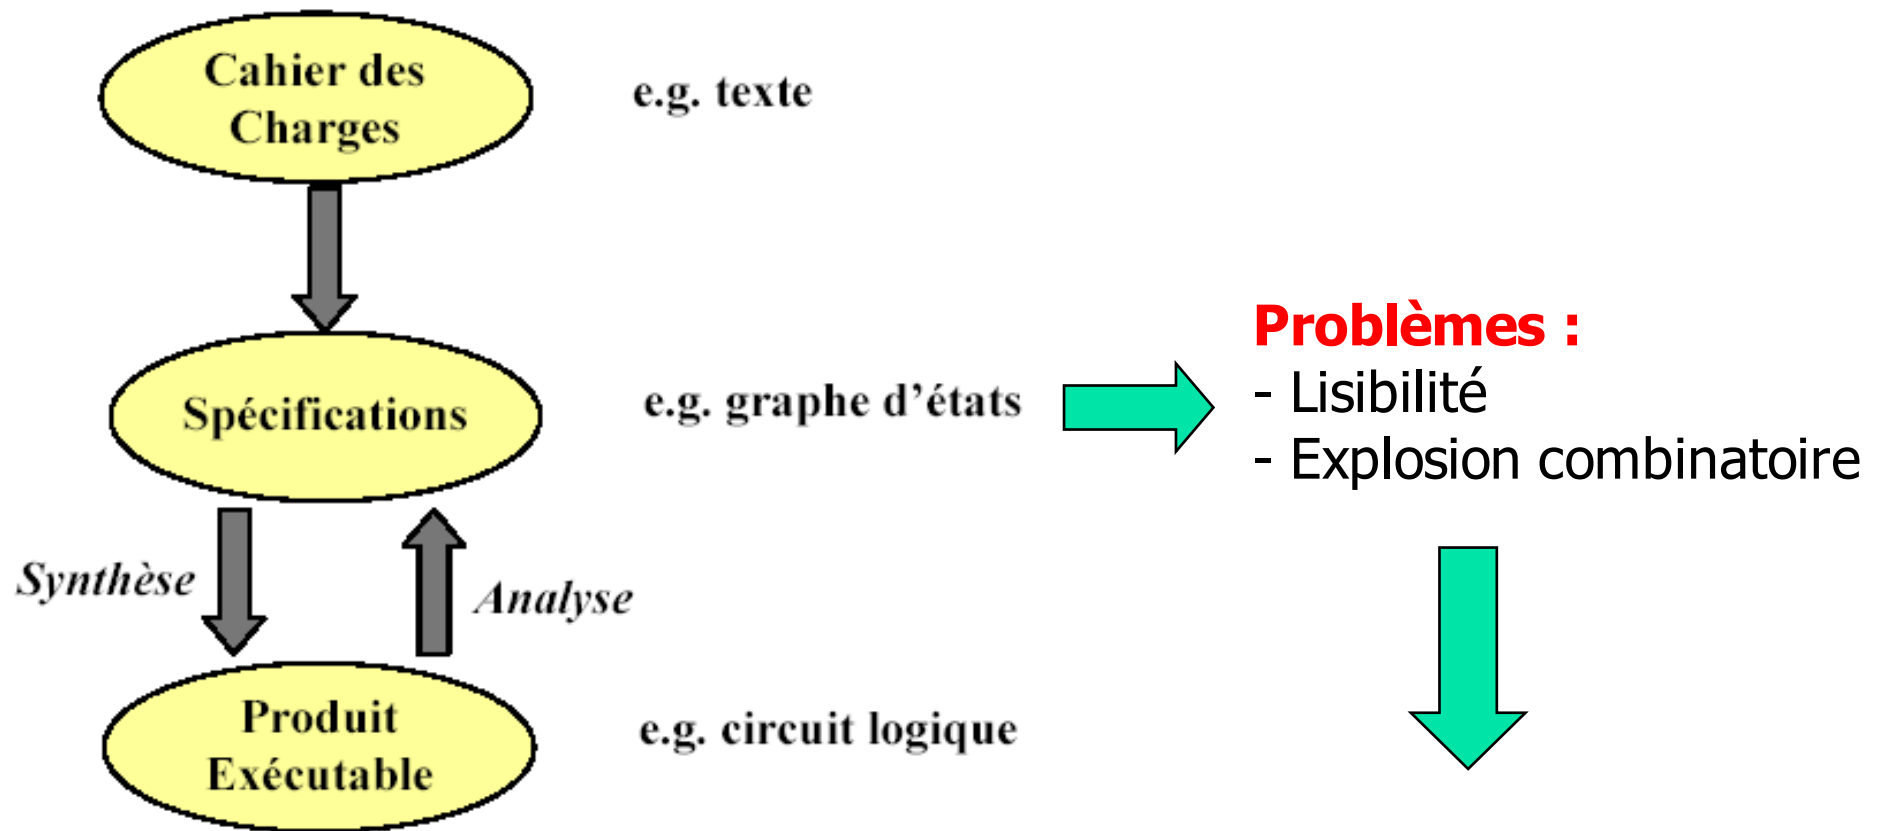 Cahier des
Charges
e.g. texte
Spécifications
e.g. graphe d'états
Problèmes :
- Lisibilité
- Explosion combinatoire
Synthèse
Analyse
Produit
Exécutable
e.g. circuit logique